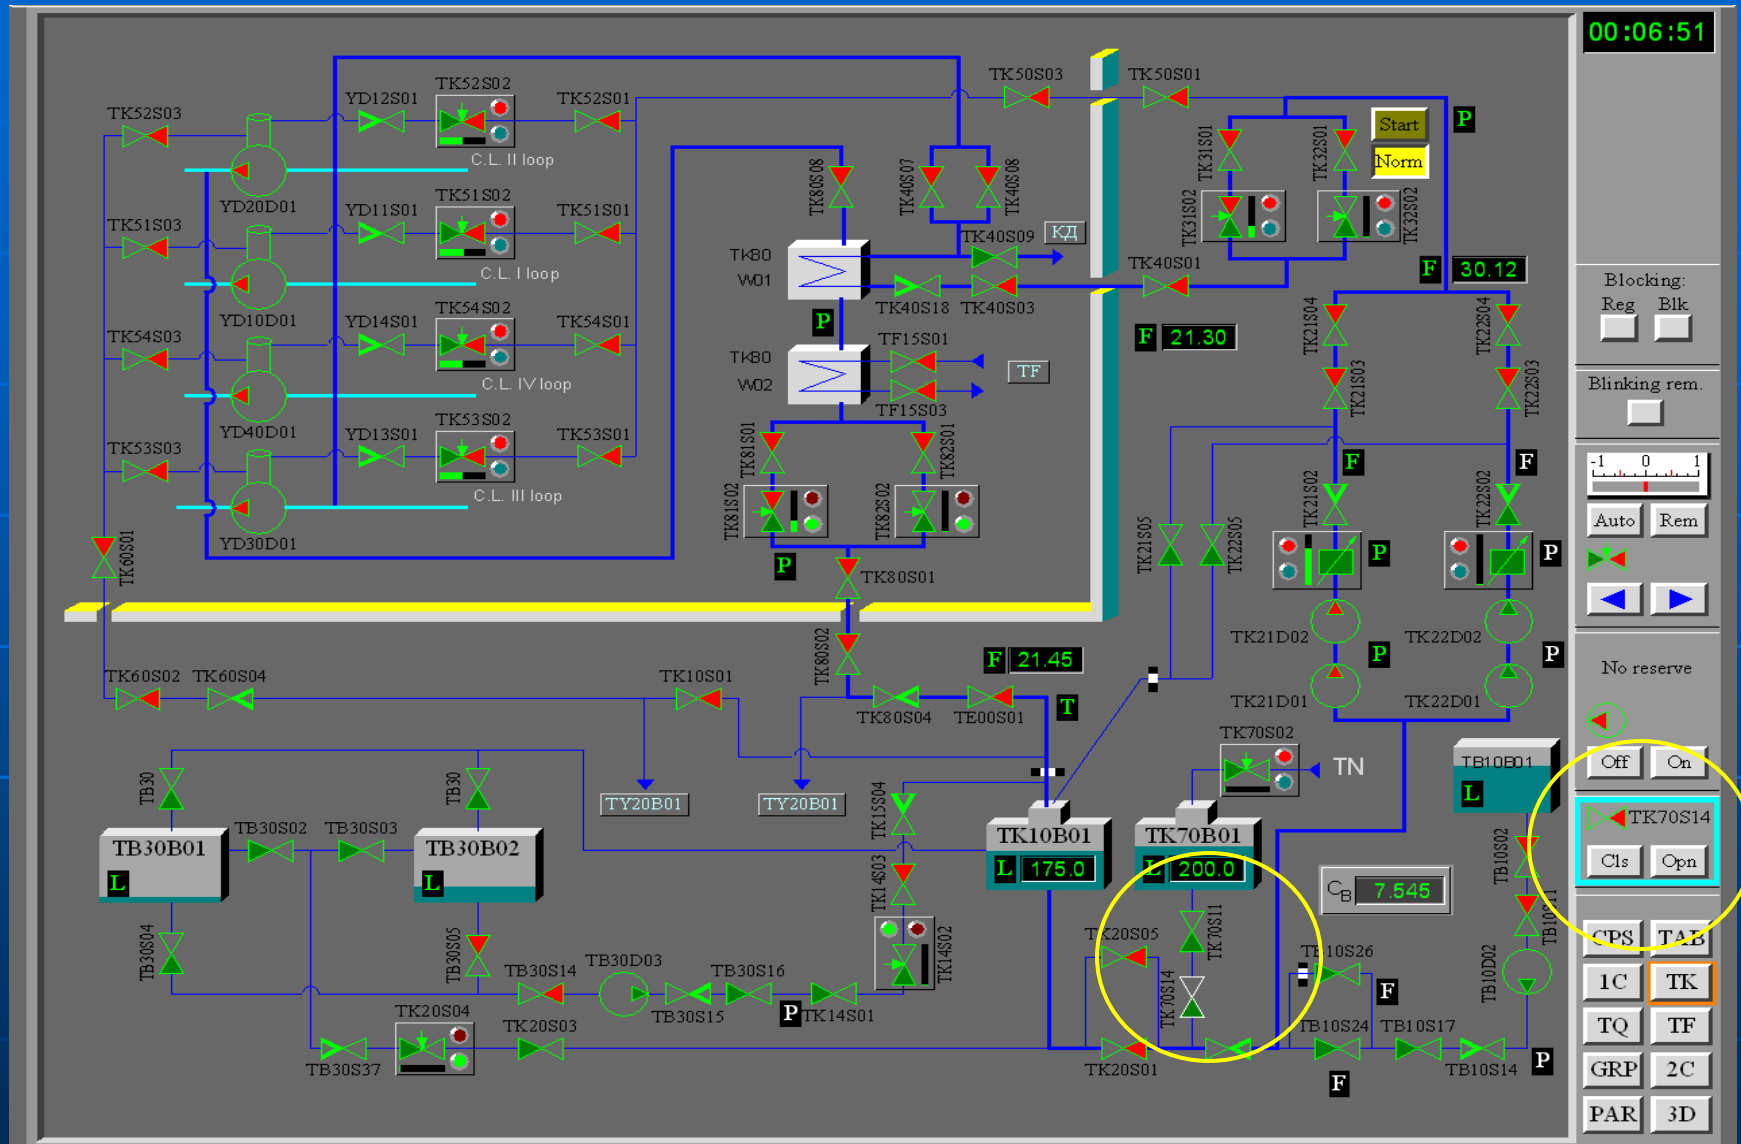 00:06:51
TK50S03
TK50S01
TK52S02
YD12S01
TK52S01
TK52S03
C.L. II loop
YD20D01
Start
P
Norm
TK31S01
TK32S01
TK80S08
TK40S07
TK40S08
TK31S02
TK32S02
TK51S02
YD11S01
TK51S01
TK51S03
C.L. I loop
YD10D01
TK40S09
КД
TK80
W01
TK40S01
TK40S18
TK40S03
F
30.12
Blocking:
Reg
Blk
TK54S02
YD14S01
TK54S01
TK54S03
C.L. IV loop
YD40D01
P
F
21.30
TK21S04
TK22S04
TF15S01
TK80
W02
TF
TF15S03
TK21S03
TK22S03
Blinking rem.
TK53S02
YD13S01
TK53S01
TK53S03
C.L. III loop
YD30D01
TK81S01
TK82S01
TK81S02
TK82S02
F
F
-1 0 1
TK21S02
TK22S02
Auto
Rem
TK60S01
P
TK80S01
TK21S05
TK22S05
P
P
TK21D02
TK22D02
TK80S02
F
21.45
P
P
No reserve
TK60S02
TK60S04
TK10S01
TK80S04
TE00S01
T
TK21D01
TK22D01
TK70S02
TN
TB10B01
L
Off
On
TB30
TB30
TY20B01
TY20B01
TK15S04
TK70S14
TB30B01
TB30S02
TB30S03
TB30B02
TK10B01
TK70B01
TB10S02
L
L
L
175.0
L
200.0
Cls
Opn
TK14S03
CB
7.545
TB30S04
TB30S05
TK14S02
TK20S05
TK70S11
TB10S26
TB10S11
CPS
TAB
TB30S14
TB30D03
TB30S16
TK70S14
F
TB10D02
1C
TK
TB30S15
P
TK14S01
TK20S04
TK20S03
TB10S24
TB10S17
TQ
TF
TB30S37
TK20S01
TB10S14
P
GRP
2C
F
PAR
3D